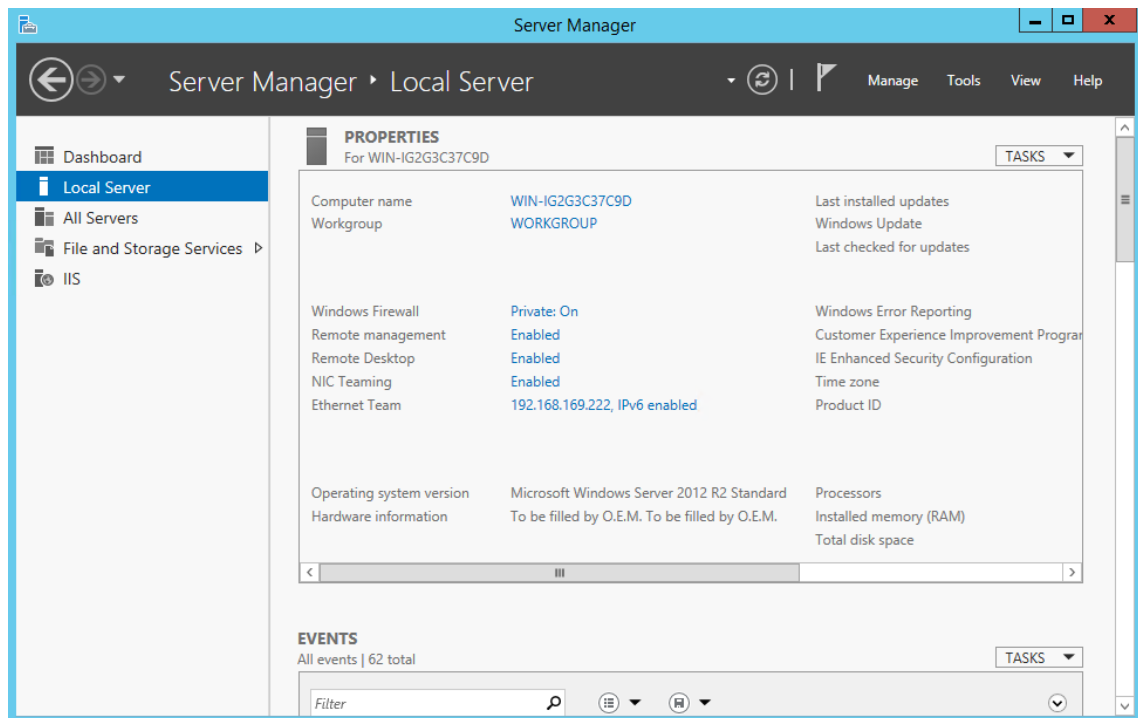 Server Manager
Server Manager ‣ Local Server
Manage Tools View Help
Dashboard
Local Server
All Servers
File and Storage Services
IIS
PROPERTIES
For WIN-IG2G3C37C9D
TASKS
Computer name WIN-IG2G3C37C9D Last installed updates
Workgroup WORKGROUP Windows Update
Last checked for updates
Windows Firewall Private: On Windows Error Reporting
Remote management Enabled Customer Experience Improvement Prograr
Remote Desktop Enabled IE Enhanced Security Configuration
NIC Teaming Enabled Time zone
Ethernet Team 192.168.169.222, IPv6 enabled Product ID
Operating system version Microsoft Windows Server 2012 R2 Standard Processors
Hardware information To be filled by O.E.M. To be filled by O.E.M. Installed memory (RAM)
Total disk space
EVENTS
All events | 62 total
TASKS
Filter